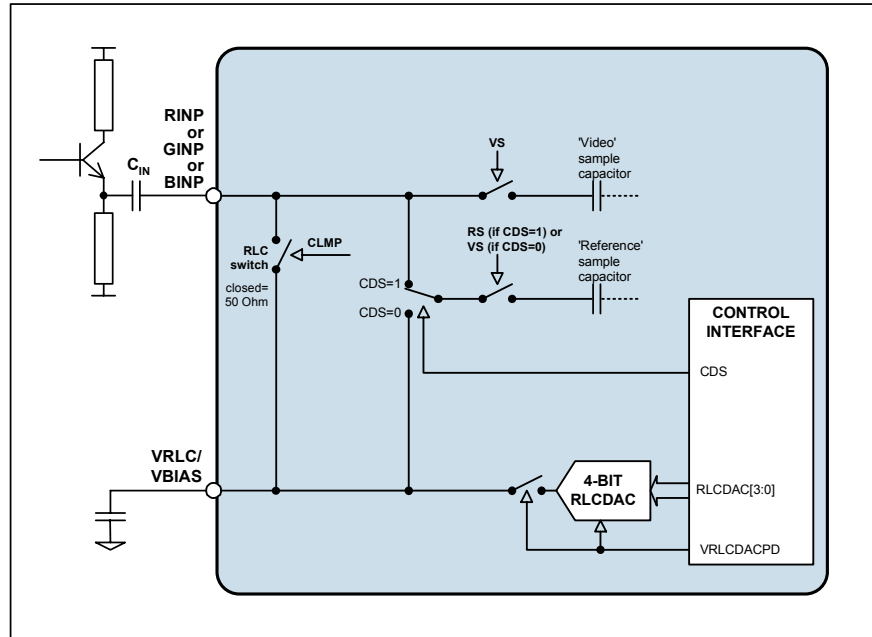 RINP
or
GINP
or
BINP
C_IN
VS
'Video'
sample
capacitor
RLC
switch
CLMP
closed=
50 Ohm
RS (if CDS=1) or
VS (if CDS=0)
'Reference'
sample
capacitor
CDS=1
CDS=0
CONTROL
INTERFACE
CDS
VRLC/
VBIAS
4-BIT
RLCDAC
RLCDAC[3:0]
VRLCDACPD